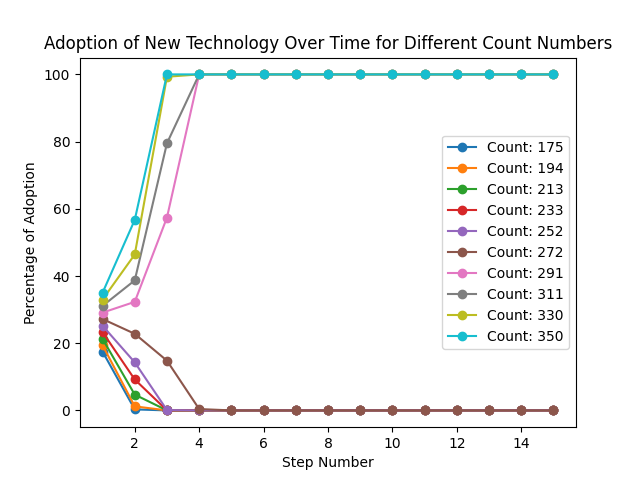 Adoption of New Technology Over Time for Different Count Numbers
Percentage of Adoption
100
80
60
40
20
0
Count: 175
Count: 194
Count: 213
Count: 233
Count: 252
Count: 272
Count: 291
Count: 311
Count: 330
Count: 350
2 4 6 8 10 12 14
Step Number